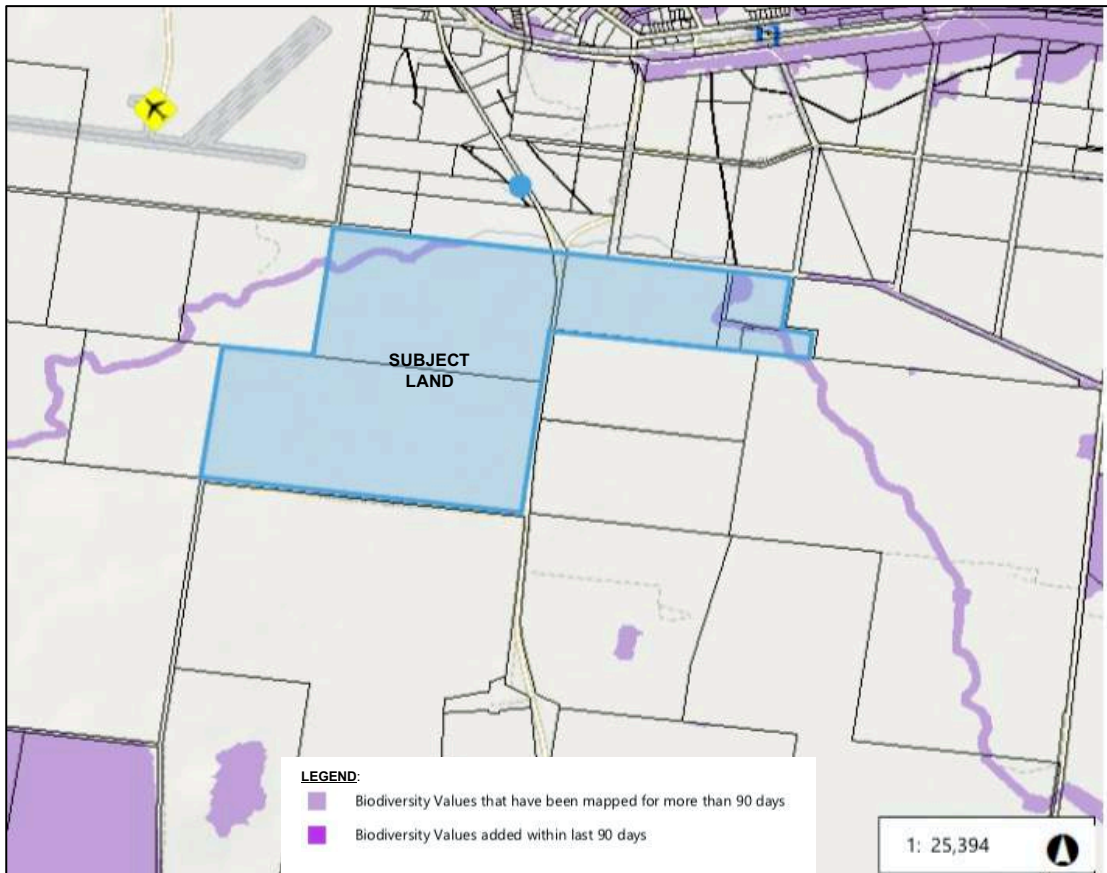 SUBJECT
LAND
LEGEND:
Biodiversity Values that have been mapped for more than 90 days
Biodiversity Values added within last 90 days
1: 25,394